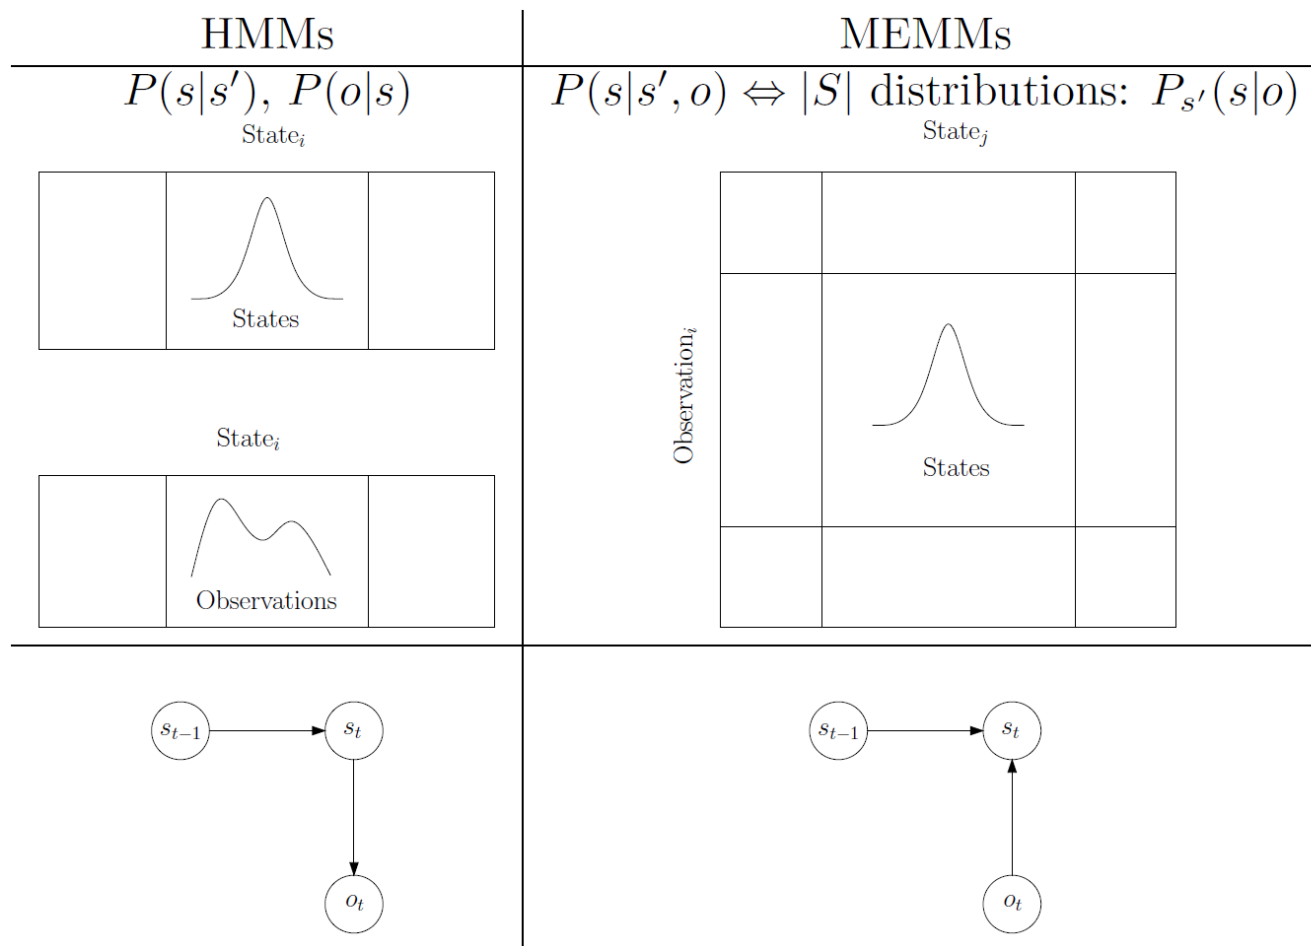 HMMs
P(s|s′), P(o|s)
State_i
States
State_i
Observations
s_{t−1}
s_t
o_t
MEMMs
P(s|s′, o) ⇔ |S| distributions: P_{s′}(s|o)
State_j
Observation_i
States
s_{t−1}
s_t
o_t